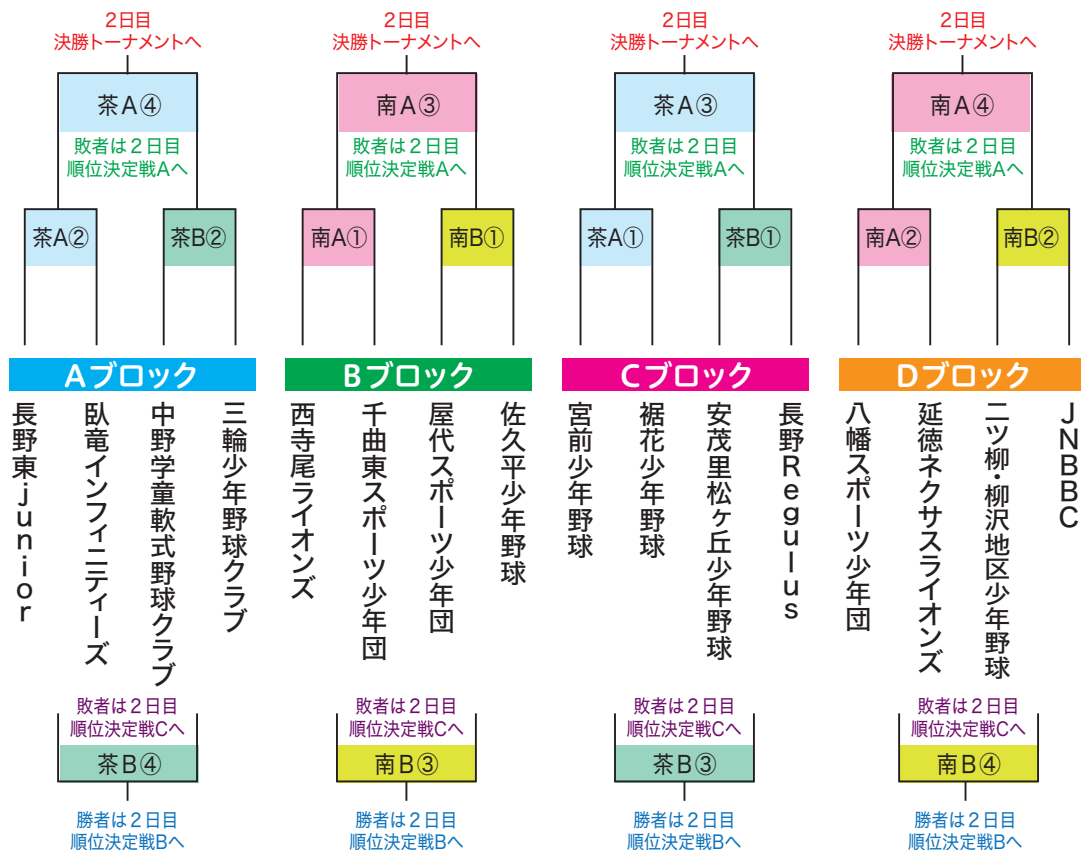 2日目
決勝トーナメントへ
2日目
決勝トーナメントへ
2日目
決勝トーナメントへ
2日目
決勝トーナメントへ
茶A④
南A③
茶A③
南A④
敗者は2日目
順位決定戦Aへ
敗者は2日目
順位決定戦Aへ
敗者は2日目
順位決定戦Aへ
敗者は2日目
順位決定戦Aへ
茶A②
茶B②
南A①
南B①
茶A①
茶B①
南A②
南B②
Aブロック
Bブロック
Cブロック
Dブロック
長野東junior
臥竜インフィニティーズ
中野学童軟式野球クラブ
三輪少年野球クラブ
西寺尾ライオンズ
千曲東スポーツ少年団
屋代スポーツ少年団
佐久平少年野球
宮前少年野球
裾花少年野球
安茂里松ヶ丘少年野球
長野Regulus
八幡スポーツ少年団
延徳ネクサスライオンズ
二ツ柳・柳沢地区少年野球
JNBBC
敗者は2日目
順位決定戦Cへ
敗者は2日目
順位決定戦Cへ
敗者は2日目
順位決定戦Cへ
敗者は2日目
順位決定戦Cへ
茶B④
南B③
茶B③
南B④
勝者は2日目
順位決定戦Bへ
勝者は2日目
順位決定戦Bへ
勝者は2日目
順位決定戦Bへ
勝者は2日目
順位決定戦Bへ